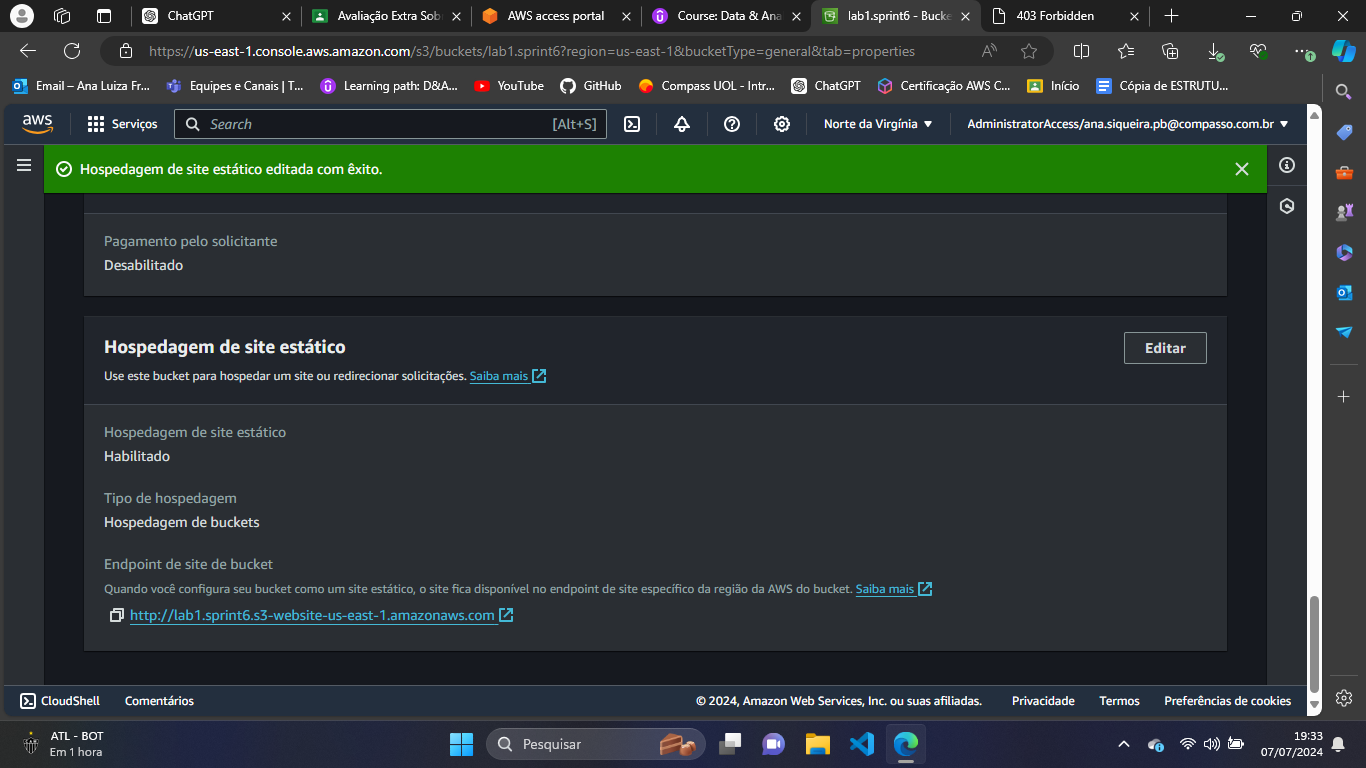 ChatGPT
Avaliação Extra Sob
AWS access portal
Course: Data & Ana
lab1.sprint6 - Bucke
403 Forbidden
https://us-east-1.console.aws.amazon.com/s3/buckets/lab1.sprint6?region=us-east-1&bucketType=general&tab=properties
Email – Ana Luiza Fr...
Equipes e Canais | T...
Learning path: D&A...
YouTube
GitHub
Compass UOL - Intr...
ChatGPT
Certificação AWS C...
Início
Cópia de ESTRUTU...
aws
Serviços
Search
[Alt+S]
Norte da Virgínia
AdministratorAccess/ana.siqueira.pb@compasso.com.br
Hospedagem de site estático editada com êxito.
Pagamento pelo solicitante
Desabilitado
Hospedagem de site estático
Editar
Use este bucket para hospedar um site ou redirecionar solicitações. Saiba mais
Hospedagem de site estático
Habilitado
Tipo de hospedagem
Hospedagem de buckets
Endpoint de site de bucket
Quando você configura seu bucket como um site estático, o site fica disponível no endpoint de site específico da região da AWS do bucket. Saiba mais
http://lab1.sprint6.s3-website-us-east-1.amazonaws.com
CloudShell
Comentários
© 2024, Amazon Web Services, Inc. ou suas afiliadas.
Privacidade
Termos
Preferências de cookies
ATL - BOT
Em 1 hora
Pesquisar
19:33
07/07/2024